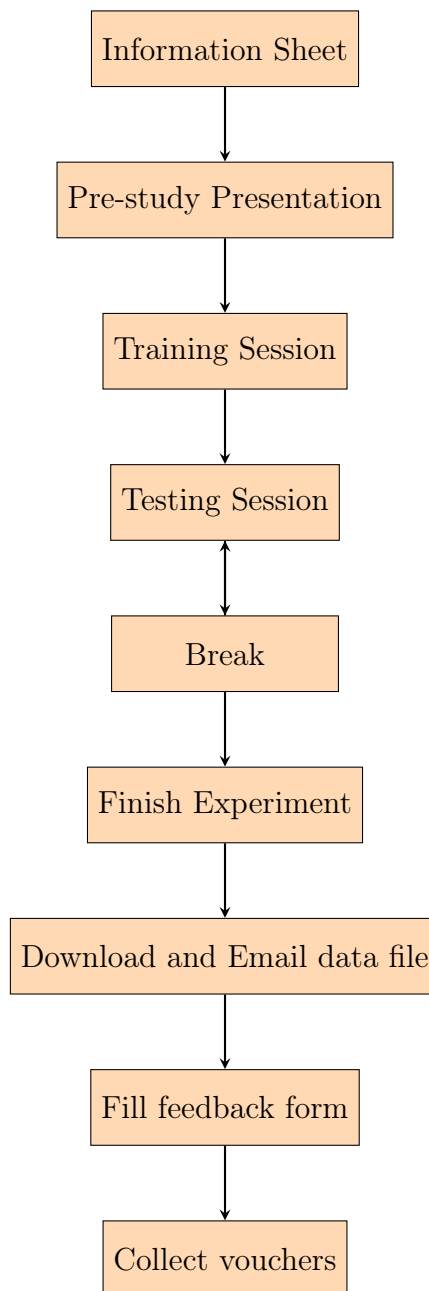 Information Sheet
Pre-study Presentation
Training Session
Testing Session
Break
Finish Experiment
Download and Email data file
Fill feedback form
Collect vouchers